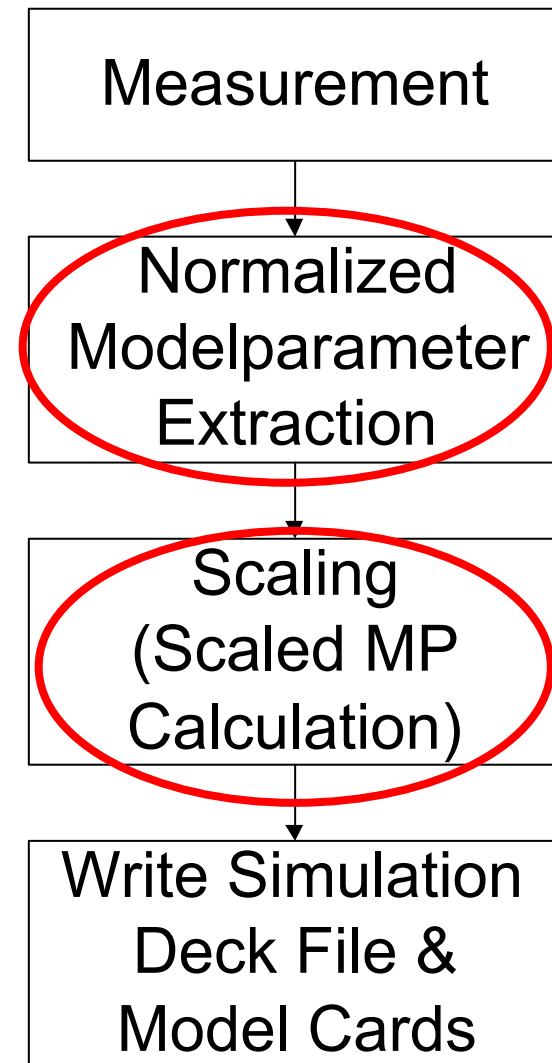 Measurement
Normalized
Modelparameter
Extraction
Scaling
(Scaled MP
Calculation)
Write Simulation
Deck File &
Model Cards